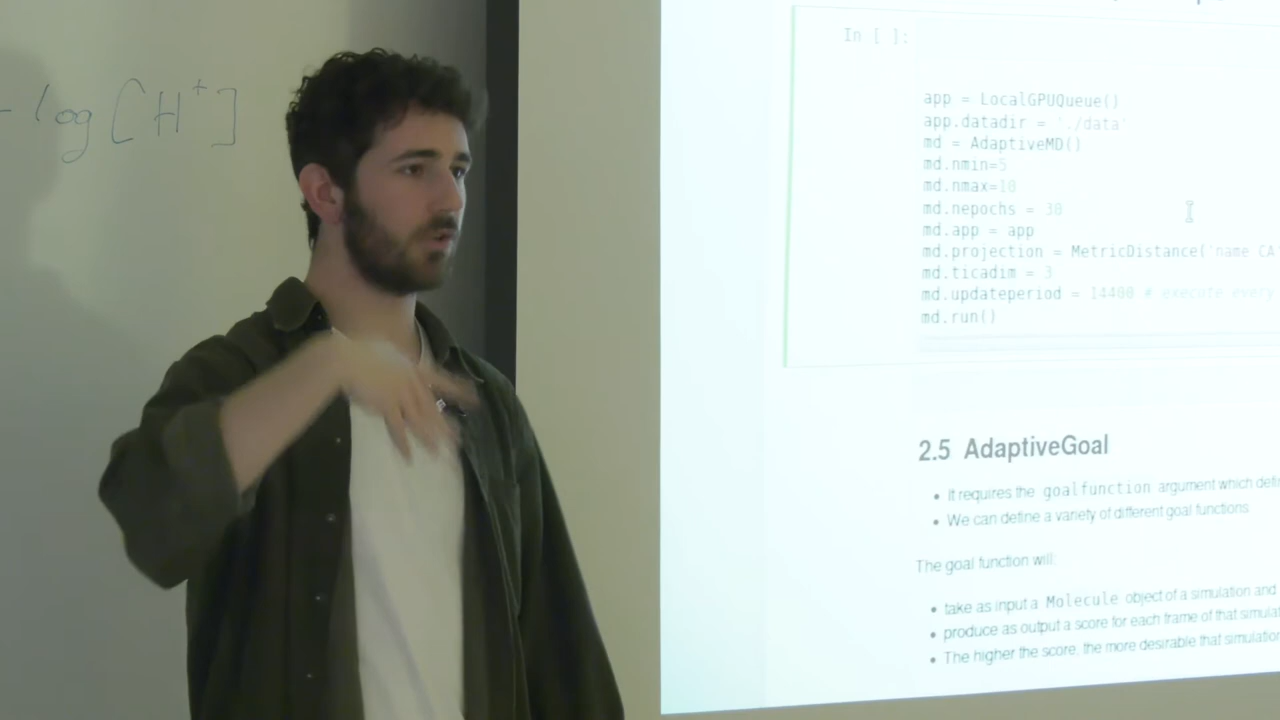 - log [H+]
In [ ]:
app = LocalGPUQueue()
app.datadir = './data'
md = AdaptiveMD()
md.nmin=5
md.nmax=10
md.nepochs = 30
md.app = app
md.projection = MetricDistance('name CA
md.ticadim = 3
md.updateperiod = 14400 # execute every
md.run()
2.5 AdaptiveGoal
• It requires the goalfunction argument which
• We can define a variety of different goal functions
The goal function will:
• take as input a Molecule object of a simulation and
• produce as output a score for each frame of that
• The higher the score, the more desirable that simulation